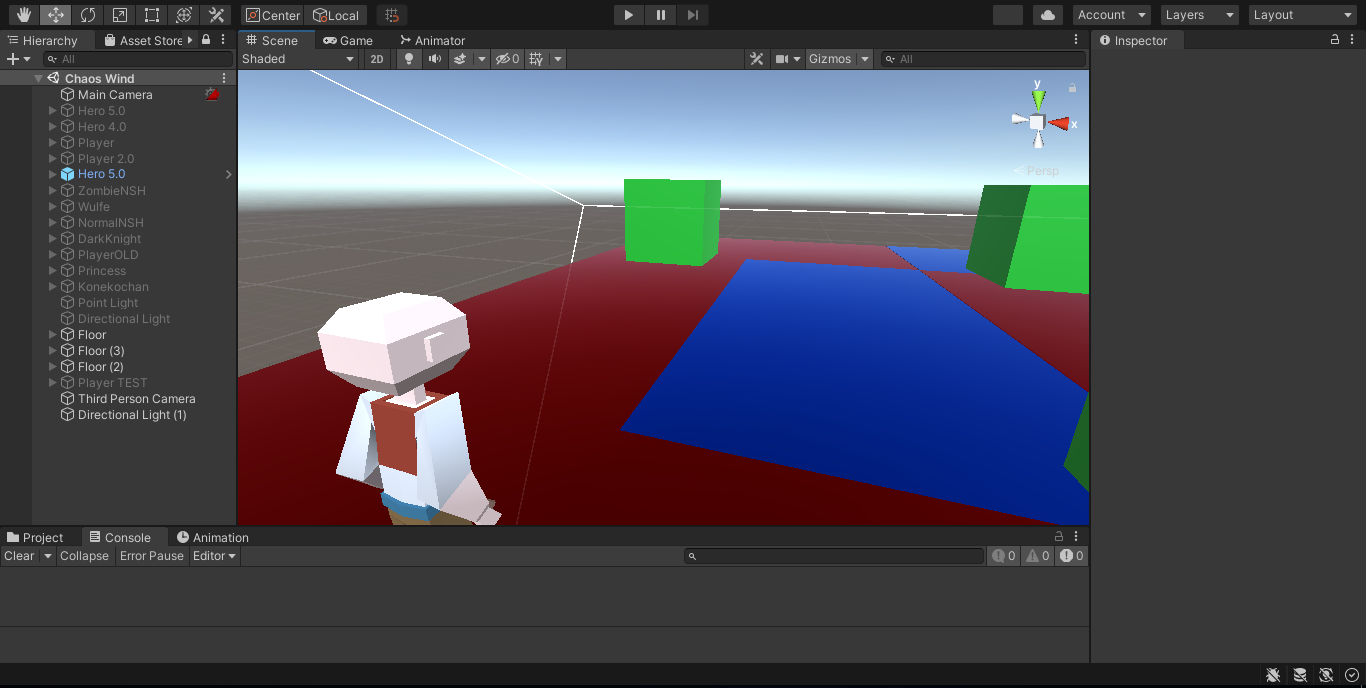 Center Local Account Layers Layout
Hierarchy Asset Store
All
Chaos Wind
Main Camera
Hero 5.0
Hero 4.0
Player
Player 2.0
Hero 5.0
ZombieNSH
Wulfe
NormalNSH
DarkKnight
PlayerOLD
Princess
Konekochan
Point Light
Directional Light
Floor
Floor (3)
Floor (2)
Player TEST
Third Person Camera
Directional Light (1)
Scene Game Animator
Shaded 2D 0 Gizmos All
y
x
Persp
Inspector
Project Console Animation
Clear Collapse Error Pause Editor 0 0 0